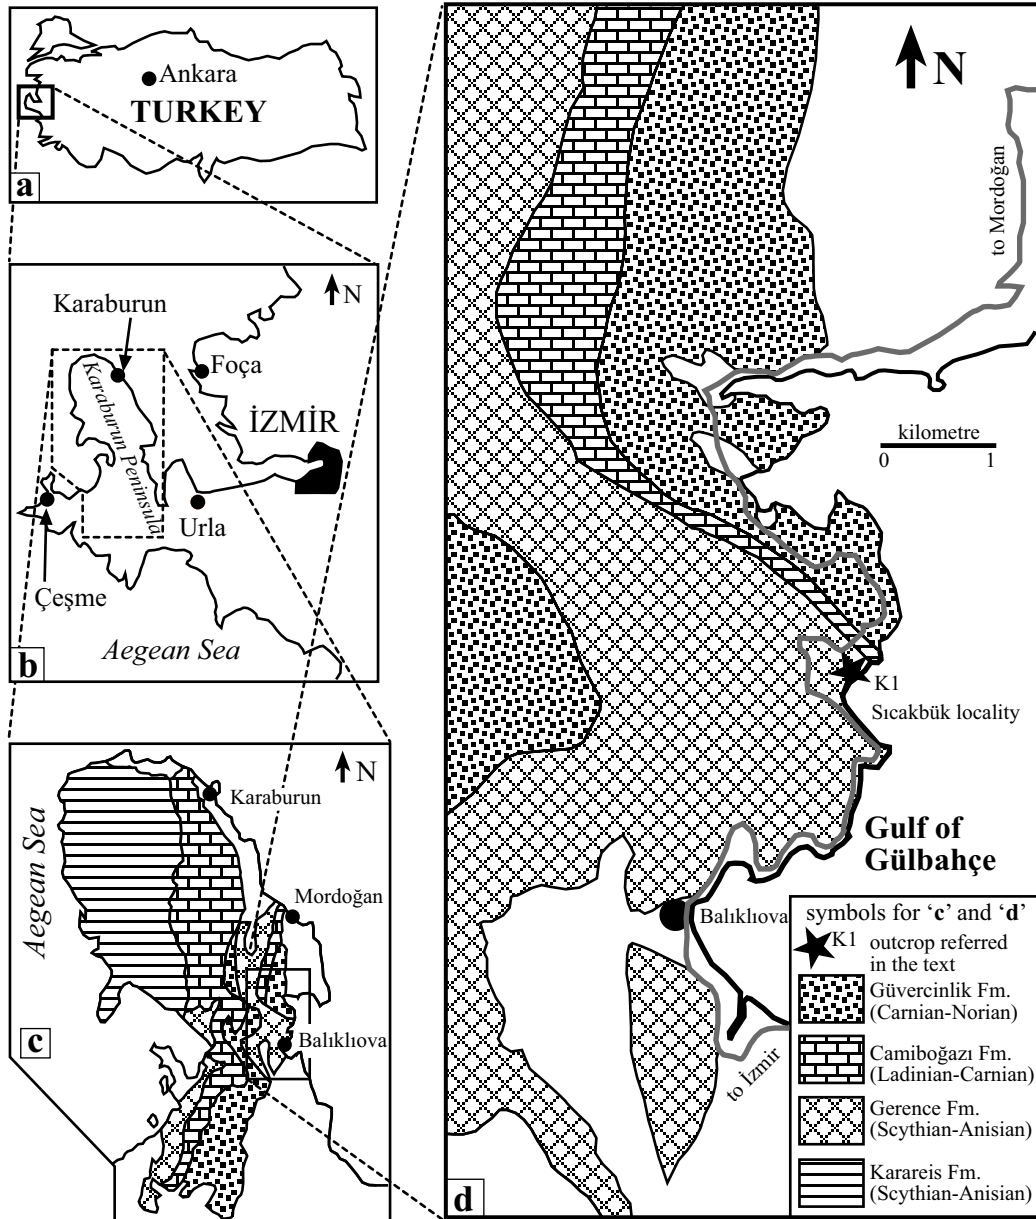 Ankara
TURKEY
a
N
Karaburun
Foça
Karaburun Peninsula
İZMİR
Urla
Çeşme
Aegean Sea
b
N
Karaburun
Aegean Sea
Mordoğan
Balıklıova
c
N
to Mordoğan
kilometre
0 1
K1
Sıcakbük locality
Gulf of
Gülbahçe
Balıklıova
to İzmir
d
symbols for ‘c’ and ‘d’
K1 outcrop referred
in the text
Güvercinlik Fm.
(Carnian-Norian)
Camiboğazı Fm.
(Ladinian-Carnian)
Gerence Fm.
(Scythian-Anisian)
Karareis Fm.
(Scythian-Anisian)